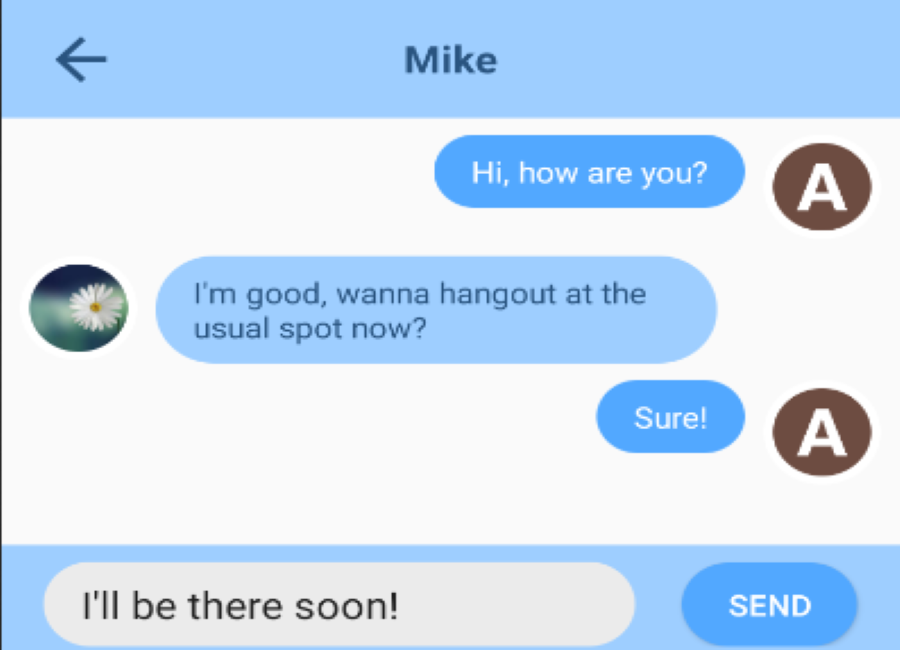 Mike
Hi, how are you?
A
I'm good, wanna hangout at the
usual spot now?
Sure!
A
I'll be there soon!
SEND